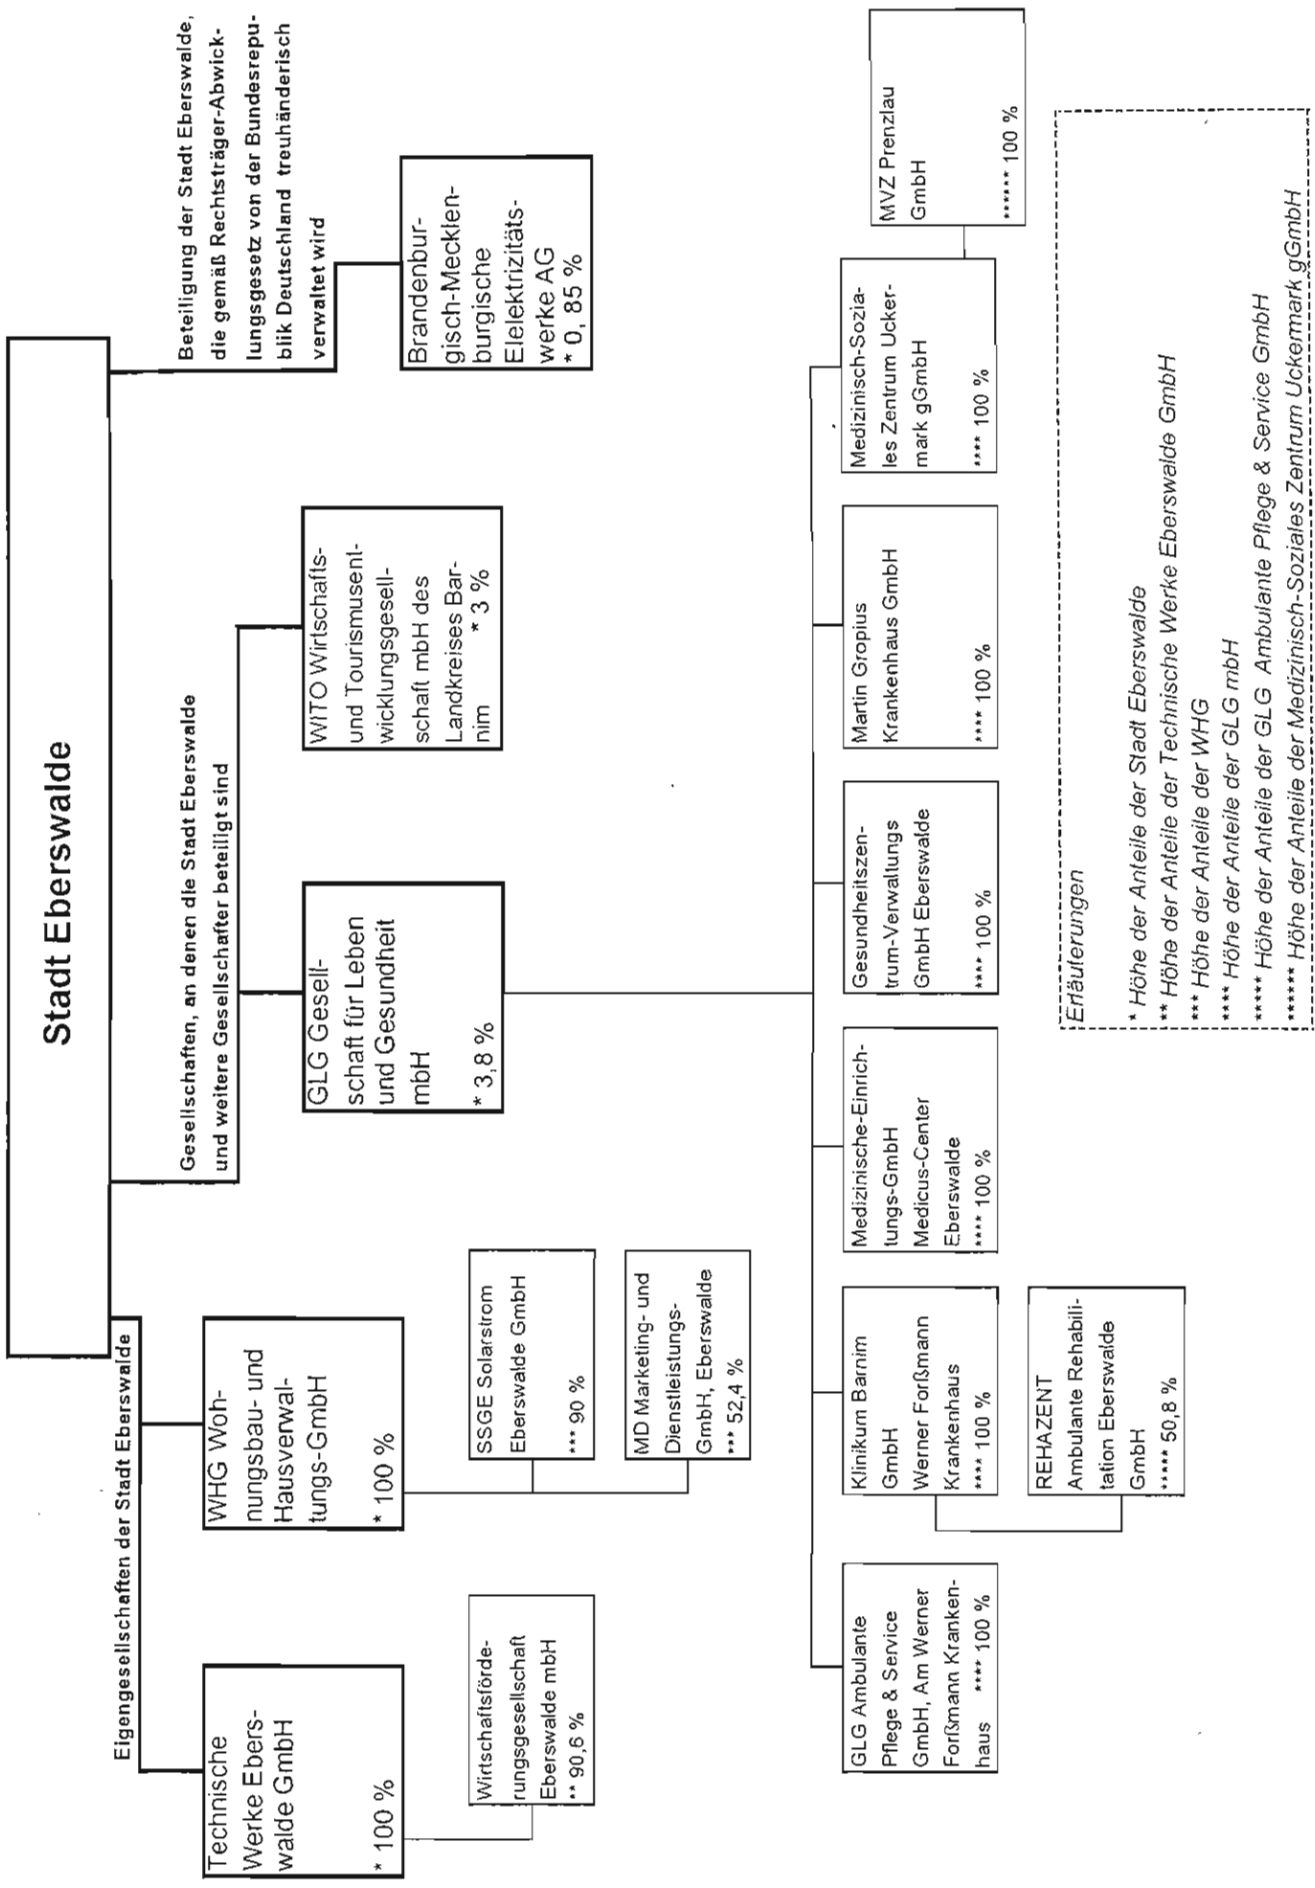 Stadt Eberswalde
Eigengesellschaften der Stadt Eberswalde
Technische
Werke Ebers-
walde GmbH
* 100 %
Wirtschaftsförde-
rungsgesellschaft
Eberswalde mbH
** 90,6 %
WHG Woh-
nungsbau- und
Hausverwal-
tungs-GmbH
* 100 %
SSGE Solarstrom
Eberswalde GmbH
*** 90 %
MD Marketing- und
Dienstleistungs-
GmbH, Eberswalde
*** 52,4 %
Gesellschaften, an denen die Stadt Eberswalde
und weitere Gesellschafter beteiligt sind
GLG Gesell-
schaft für Leben
und Gesundheit
mbH
* 3,8 %
WITO Wirtschafts-
und Tourismusent-
wicklungsgesell-
schaft mbH des
Landkreises Bar-
nim * 3 %
Beteiligung der Stadt Eberswalde,
die gemäß Rechtsträger-Abwick-
lungsgesetz von der Bundesrepu-
blik Deutschland treuhänderisch
verwaltet wird
Brandenbur-
gisch-Mecklen-
burgische
Elelektrizitäts-
werke AG
* 0, 85 %
GLG Ambulante
Pflege & Service
GmbH, Am Werner
Forßmann Kranken-
haus **** 100 %
Klinikum Barnim
GmbH
Werner Forßmann
Krankenhaus
**** 100 %
REHAZENT
Ambulante Rehabili-
tation Eberswalde
GmbH
***** 50,8 %
Medizinische-Einrich-
tungs-GmbH
Medicus-Center
Eberswalde
**** 100 %
Gesundheitszen-
trum-Verwaltungs
GmbH Eberswalde
**** 100 %
Martin Gropius
Krankenhaus GmbH
**** 100 %
Medizinisch-Sozia-
les Zentrum Ucker-
mark gGmbH
**** 100 %
MVZ Prenzlau
GmbH
****** 100 %
Erläuferungen
* Höhe der Anteile der Stadt Eberswalde
** Höhe der Anteile der Technische Werke Eberswalde GmbH
*** Höhe der Anteile der WHG
**** Höhe der Anteile der GLG mbH
***** Höhe der Anteile der GLG Ambulante Pflege & Service GmbH
****** Höhe der Anteile der Medizinisch-Soziales Zentrum Uckermark gGmbH